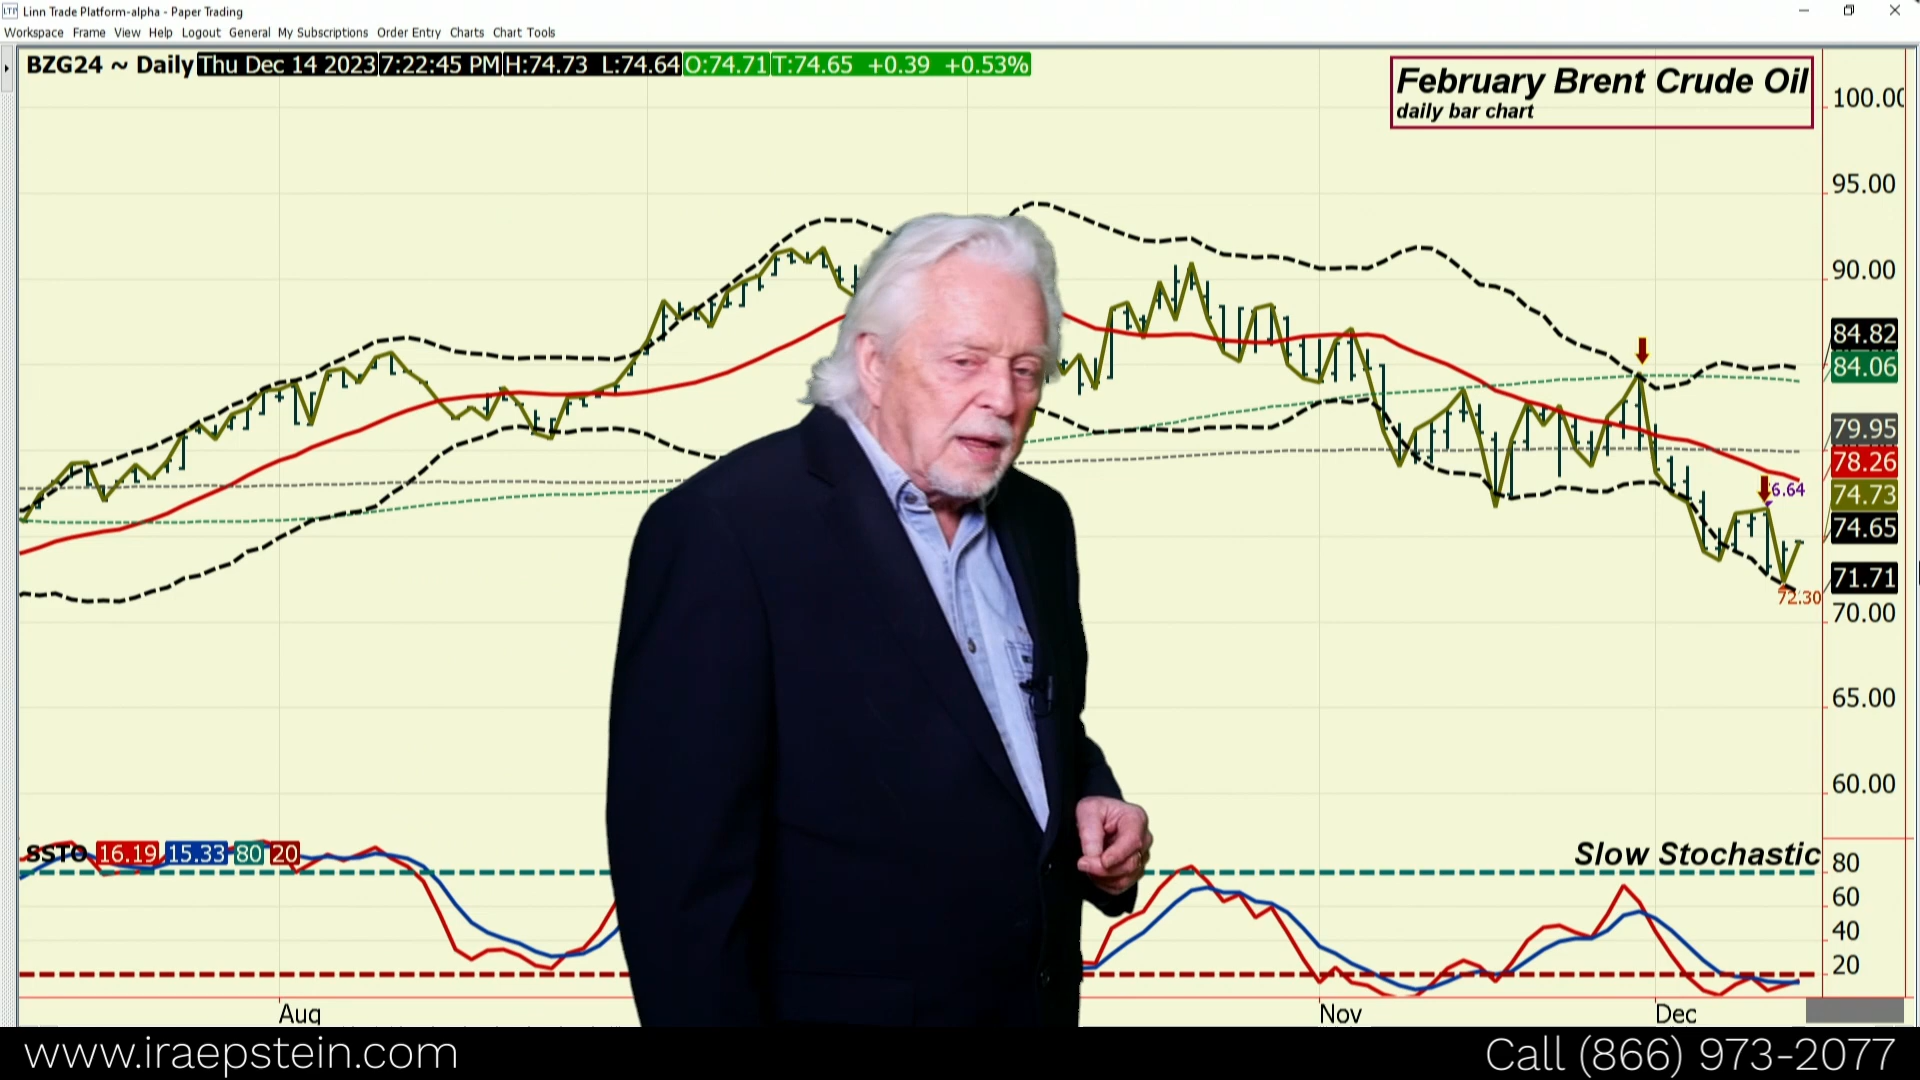 LTP Linn Trade Platform-alpha - Paper Trading
Workspace Frame View Help Logout General My Subscriptions Order Entry Charts Chart Tools
BZG24 ~ Daily Thu Dec 14 2023 7:22:45 PM H:74.73 L:74.64 O:74.71 T:74.65 +0.39 +0.53%
February Brent Crude Oil
daily bar chart
100.00
95.00
90.00
84.82
84.06
79.95
78.26
6.64
74.73
74.65
71.71
72.30
70.00
65.00
60.00
SSTO 16.19 15.33 80 20
Slow Stochastic
80
60
40
20
Aug Nov Dec
www.iraepstein.com Call (866) 973-2077